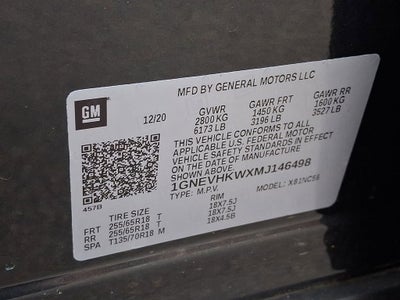 MFD BY GENERAL MOTORS LLC
GM
12/20
GVWR GAWR FRT GAWR RR
2800 KG 1450 KG 1600 KG
6173 LB 3196 LB 3527 LB
THIS VEHICLE CONFORMS TO ALL
APPLICABLE U.S. FEDERAL MOTOR
VEHICLE SAFETY STANDARDS IN EFFECT
ON THE DATE OF MANUFACTURE
SHOWN ABOVE.
1GNEVHKWXMJ146498
TYPE: M.P.V. MODEL:
457B
TIRE SIZE RIM
FRT 255/65R18 T 18X7.5J
RR 255/65R18 T 18X7.5J
SPA T135/70R18 M 18X4.5B